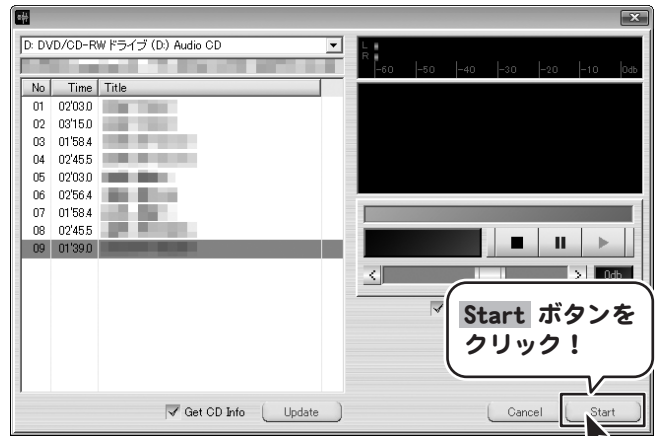 D: DVD/CD-RW ドライブ (D:) Audio CD
L
R
-60 -50 -40 -30 -20 -10 0db
No Time Title
01 02'03.0
02 03'15.0
03 01'58.4
04 02'45.5
05 02'03.0
06 02'56.4
07 01'58.4
08 02'45.5
09 01'39.0
0db
Start ボタンを
クリック！
Get CD Info Update
Cancel Start